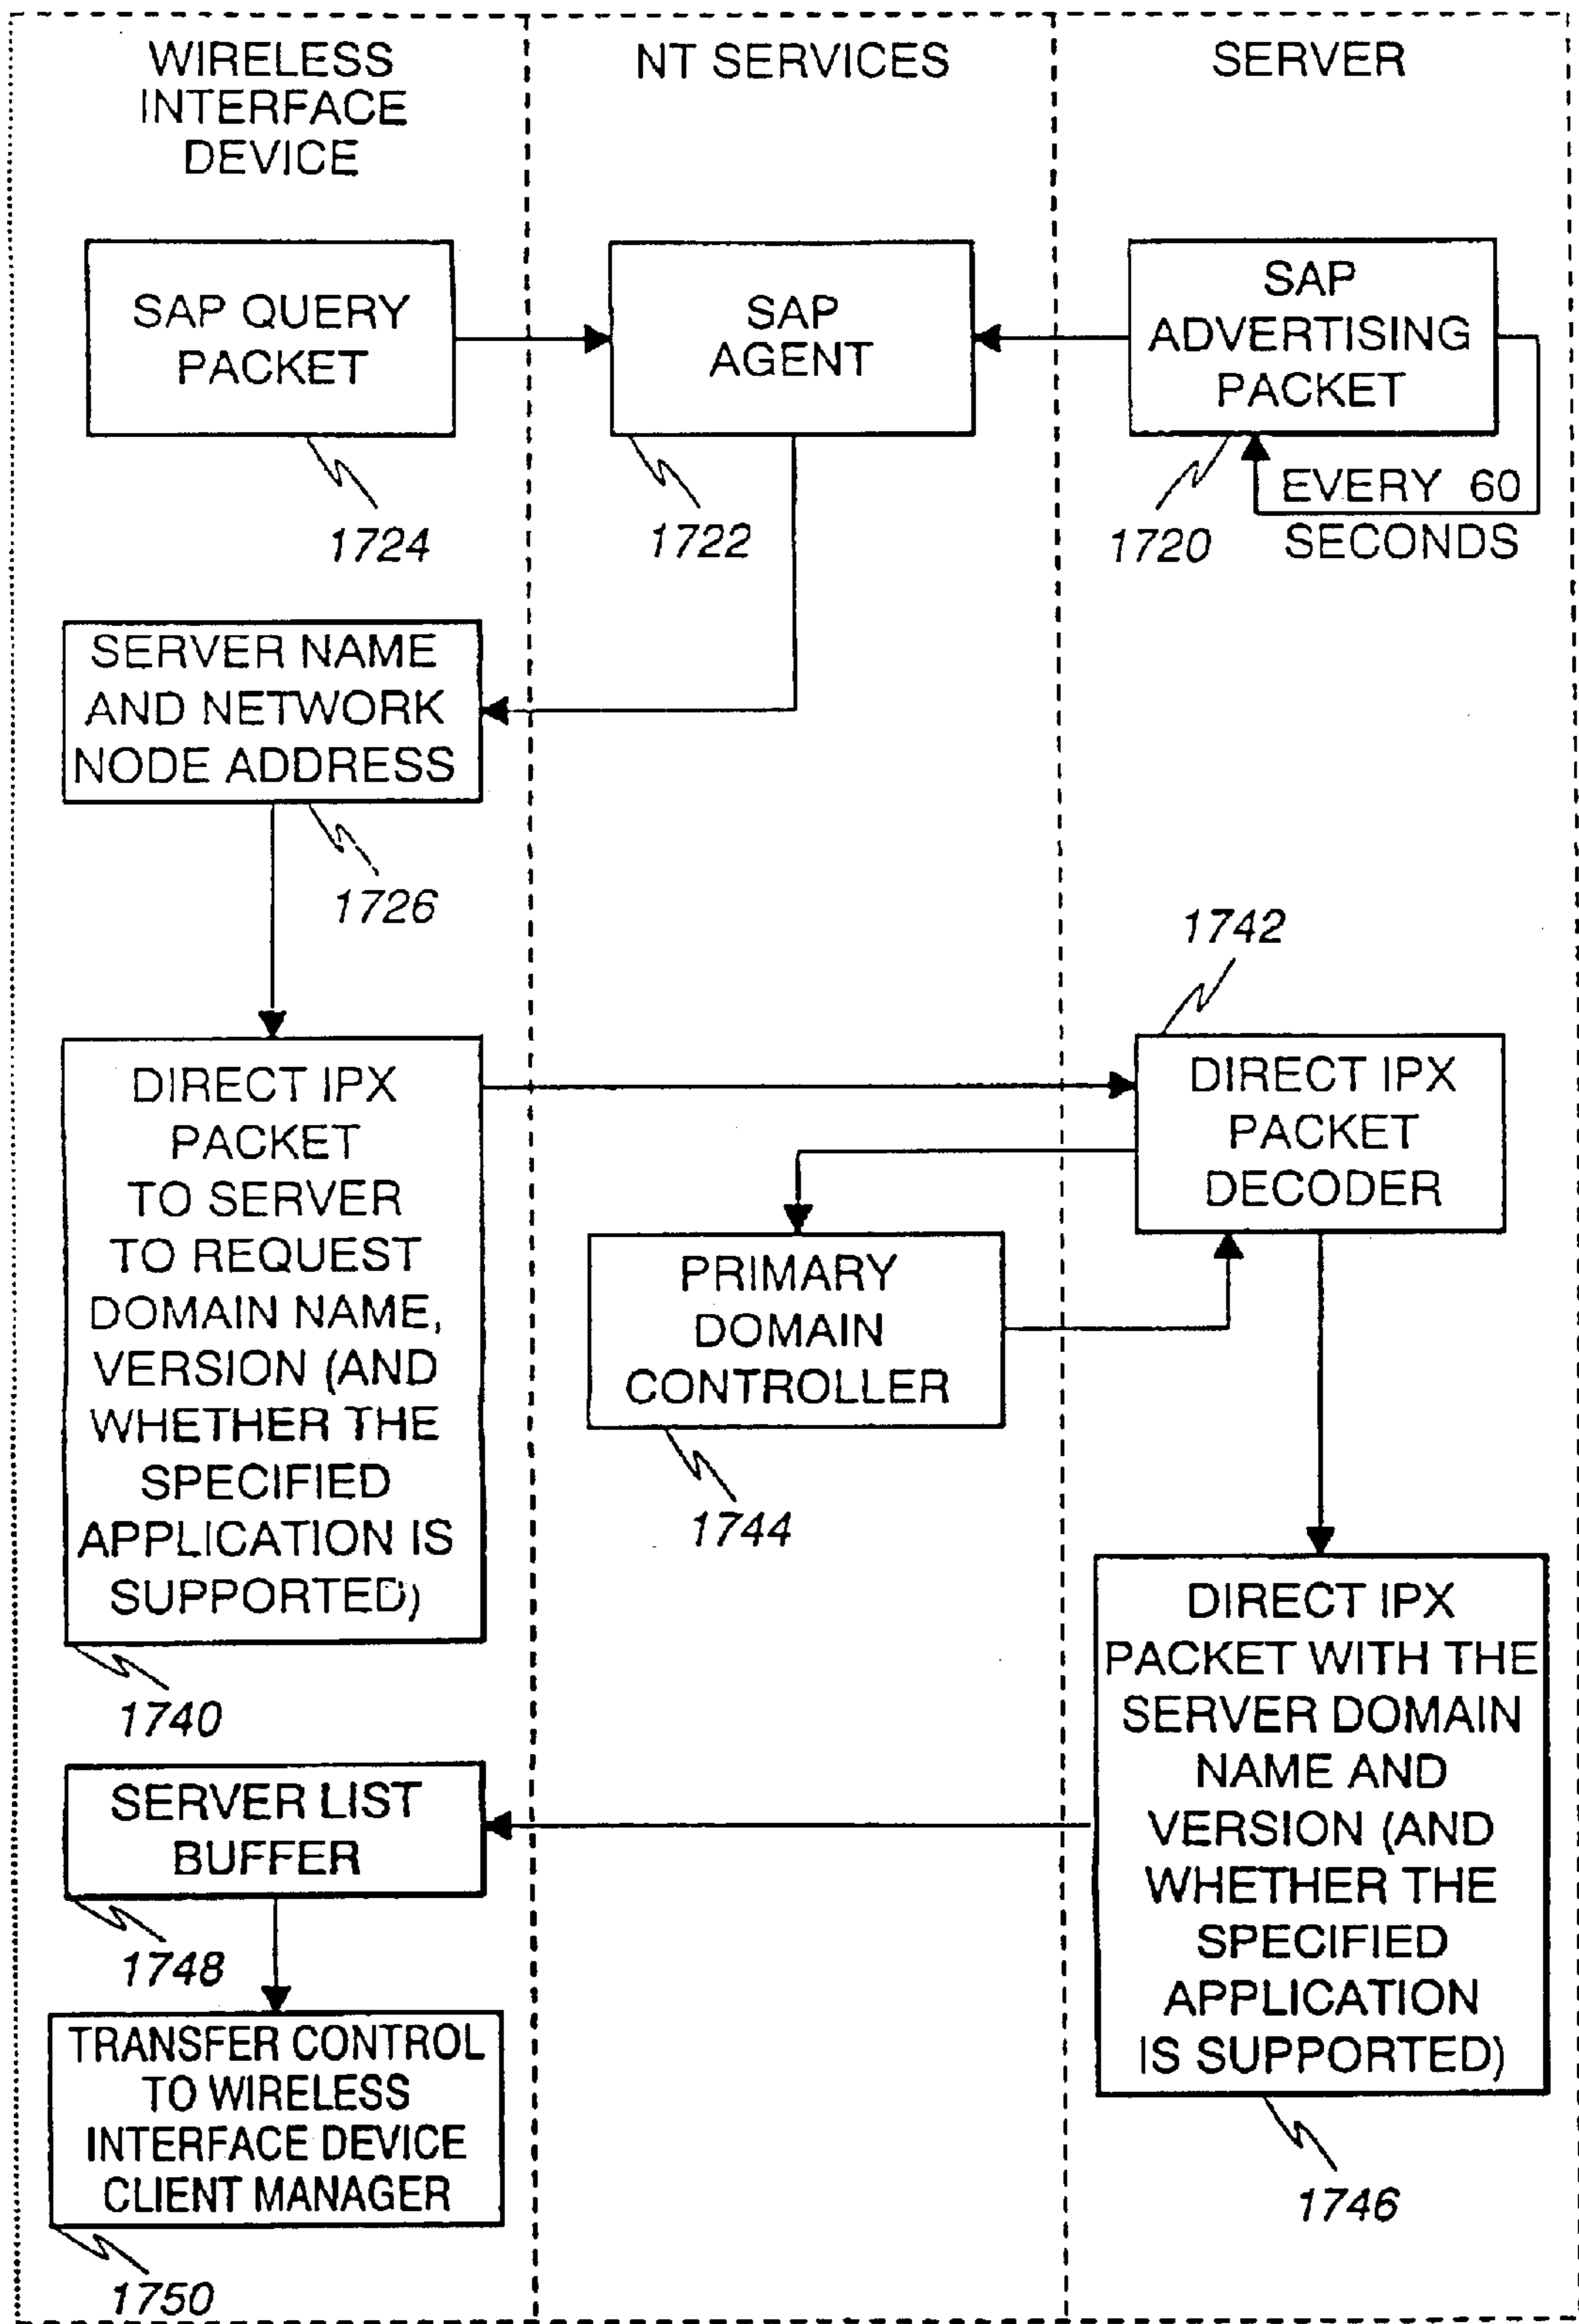 WIRELESS
INTERFACE
DEVICE
NT SERVICES
SERVER
SAP QUERY
PACKET
1724
SAP
AGENT
1722
SAP
ADVERTISING
PACKET
1720
EVERY 60
SECONDS
SERVER NAME
AND NETWORK
NODE ADDRESS
1726
DIRECT IPX
PACKET
TO SERVER
TO REQUEST
DOMAIN NAME,
VERSION (AND
WHETHER THE
SPECIFIED
APPLICATION IS
SUPPORTED)
1740
1742
DIRECT IPX
PACKET
DECODER
PRIMARY
DOMAIN
CONTROLLER
1744
DIRECT IPX
PACKET WITH THE
SERVER DOMAIN
NAME AND
VERSION (AND
WHETHER THE
SPECIFIED
APPLICATION
IS SUPPORTED)
1746
SERVER LIST
BUFFER
1748
TRANSFER CONTROL
TO WIRELESS
INTERFACE DEVICE
CLIENT MANAGER
1750